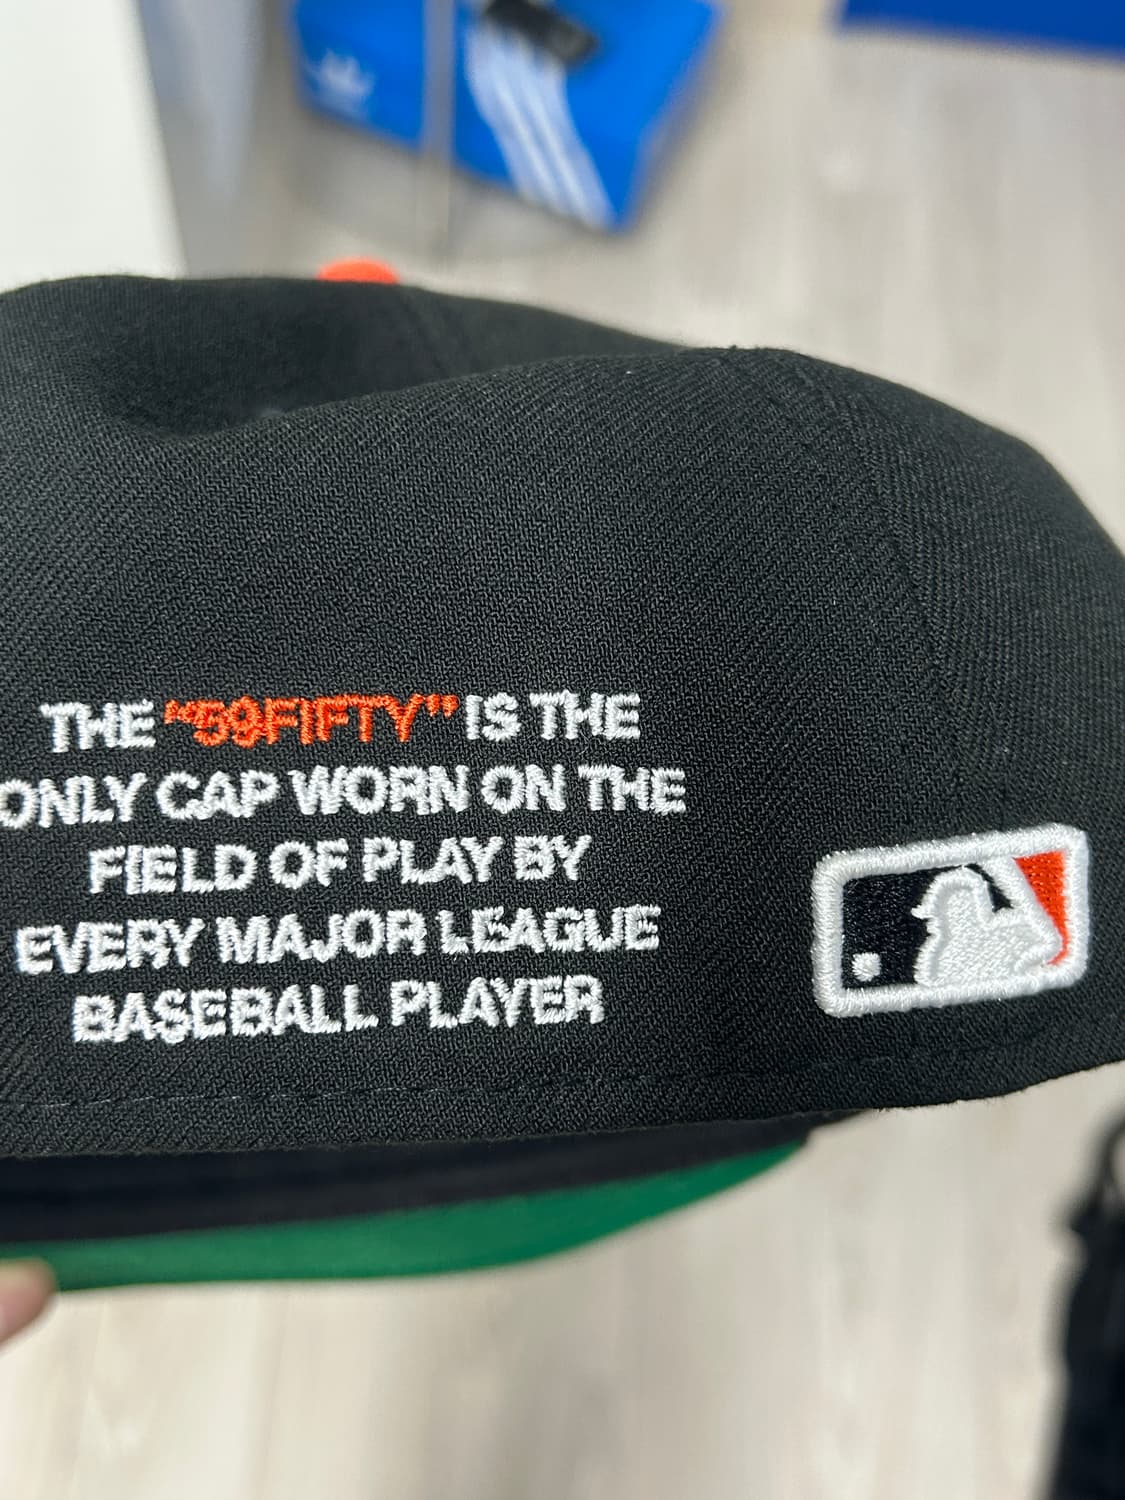 THE "59FIFTY" IS THE
ONLY CAP WORN ON THE
FIELD OF PLAY BY
EVERY MAJOR LEAGUE
BASEBALL PLAYER